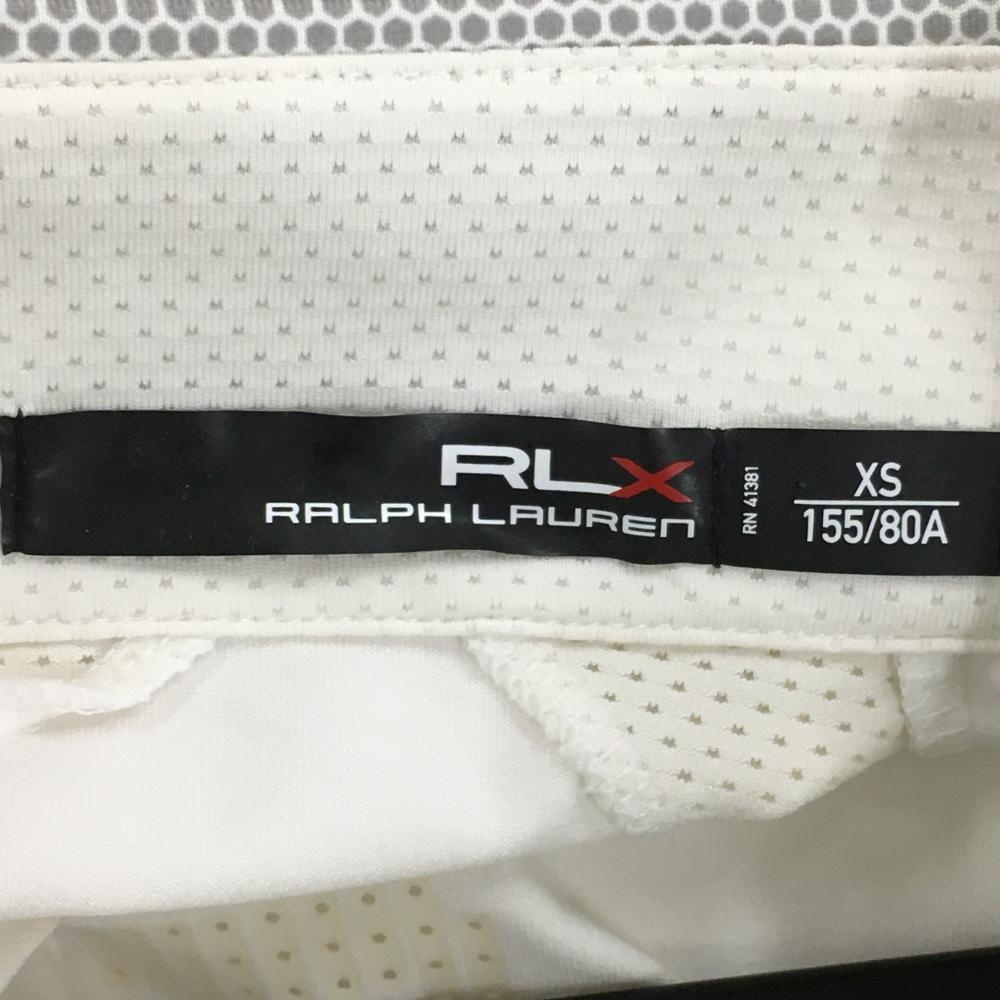 RLX
RALPH LAUREN
RN 41381
XS
155/80A